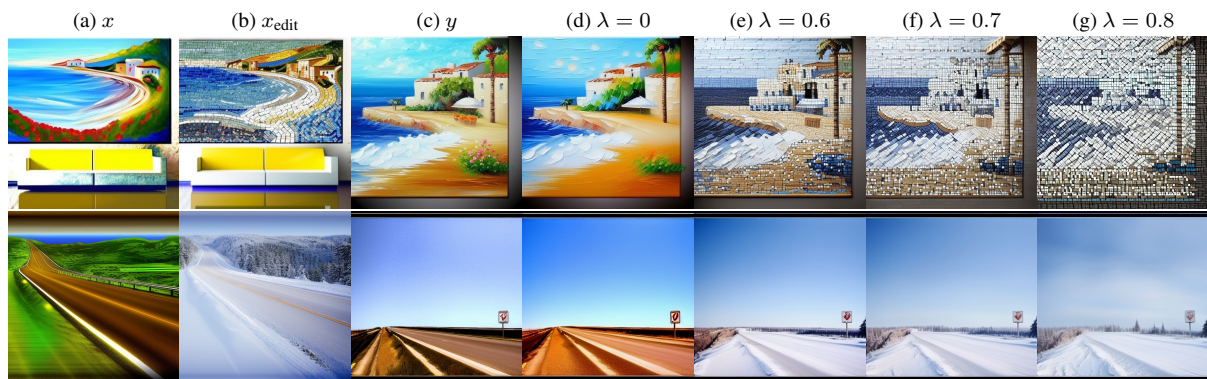 (a) x (b) x_edit (c) y (d) λ = 0 (e) λ = 0.6 (f) λ = 0.7 (g) λ = 0.8